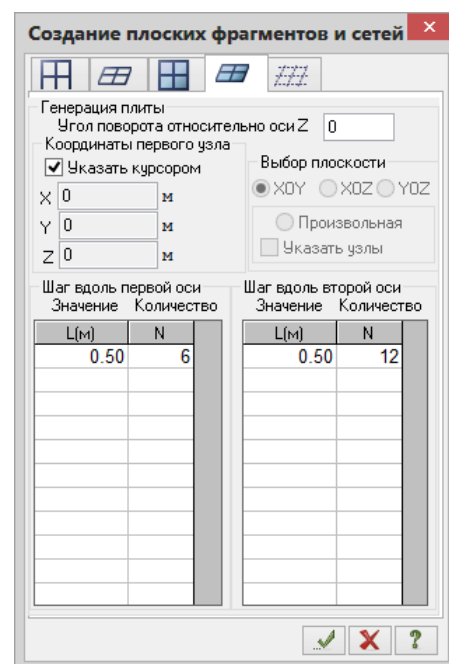 Создание плоских фрагментов и сетей
Генерация плиты
Угол поворота относительно оси Z 0
Координаты первого узла
Указать курсором
X 0 м
Y 0 м
Z 0 м
Выбор плоскости
XOY XOZ YOZ
Произвольная
Указать узлы
Шаг вдоль первой оси
Значение Количество
L(м) N
0.50 6
Шаг вдоль второй оси
Значение Количество
L(м) N
0.50 12
?